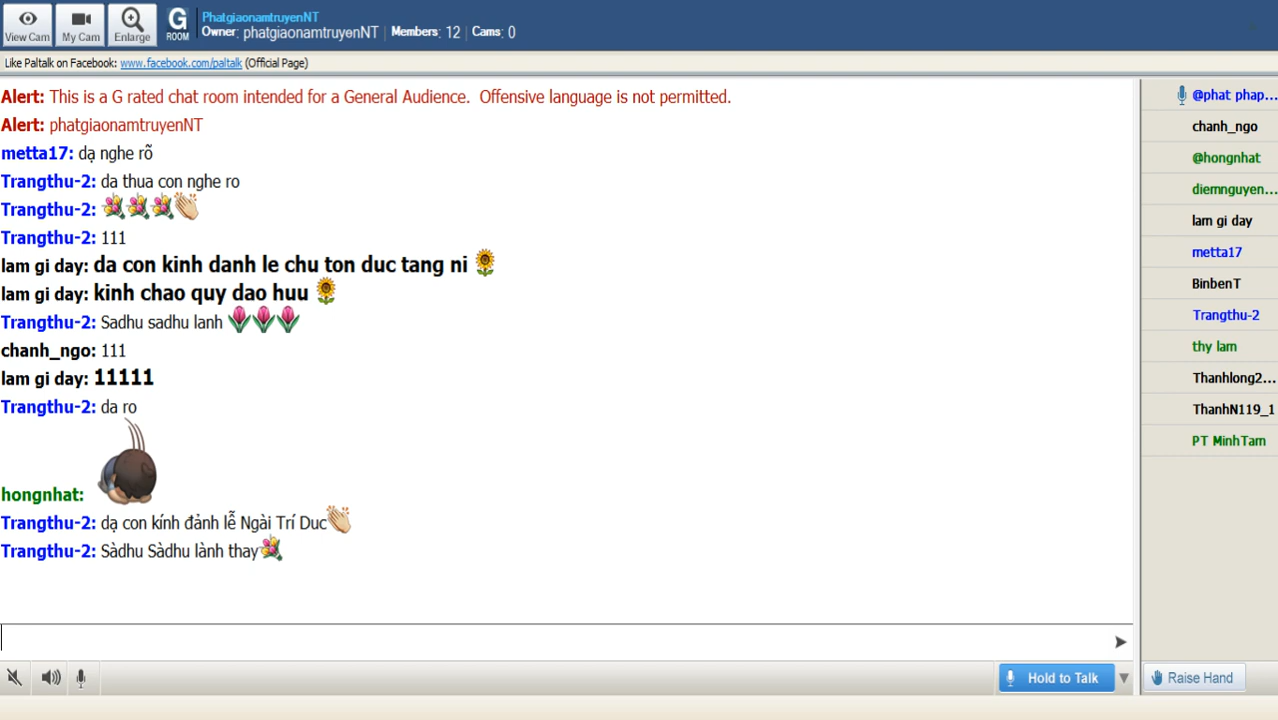 View Cam
My Cam
Enlarge
G
ROOM
PhatgiaonamtruyenNT
Owner: phatgiaonamtruyenNT | Members: 12 | Cams: 0
Like Paltalk on Facebook: www.facebook.com/paltalk (Official Page)
Alert: This is a G rated chat room intended for a General Audience. Offensive language is not permitted.
Alert: phatgiaonamtruyenNT
metta17: dạ nghe rõ
Trangthu-2: da thua con nghe ro
Trangthu-2:
Trangthu-2: 111
lam gi day: da con kinh danh le chu ton duc tang ni
lam gi day: kinh chao quy dao huu
Trangthu-2: Sadhu sadhu lanh
chanh_ngo: 111
lam gi day: 11111
Trangthu-2: da ro
hongnhat:
Trangthu-2: dạ con kính đảnh lễ Ngài Trí Duc
Trangthu-2: Sàdhu Sàdhu lành thay
@phat phap...
chanh_ngo
@hongnhat
diemnguyen...
lam gi day
metta17
BinbenT
Trangthu-2
thy lam
Thanhlong2...
ThanhN119_1
PT MinhTam
Hold to Talk
Raise Hand